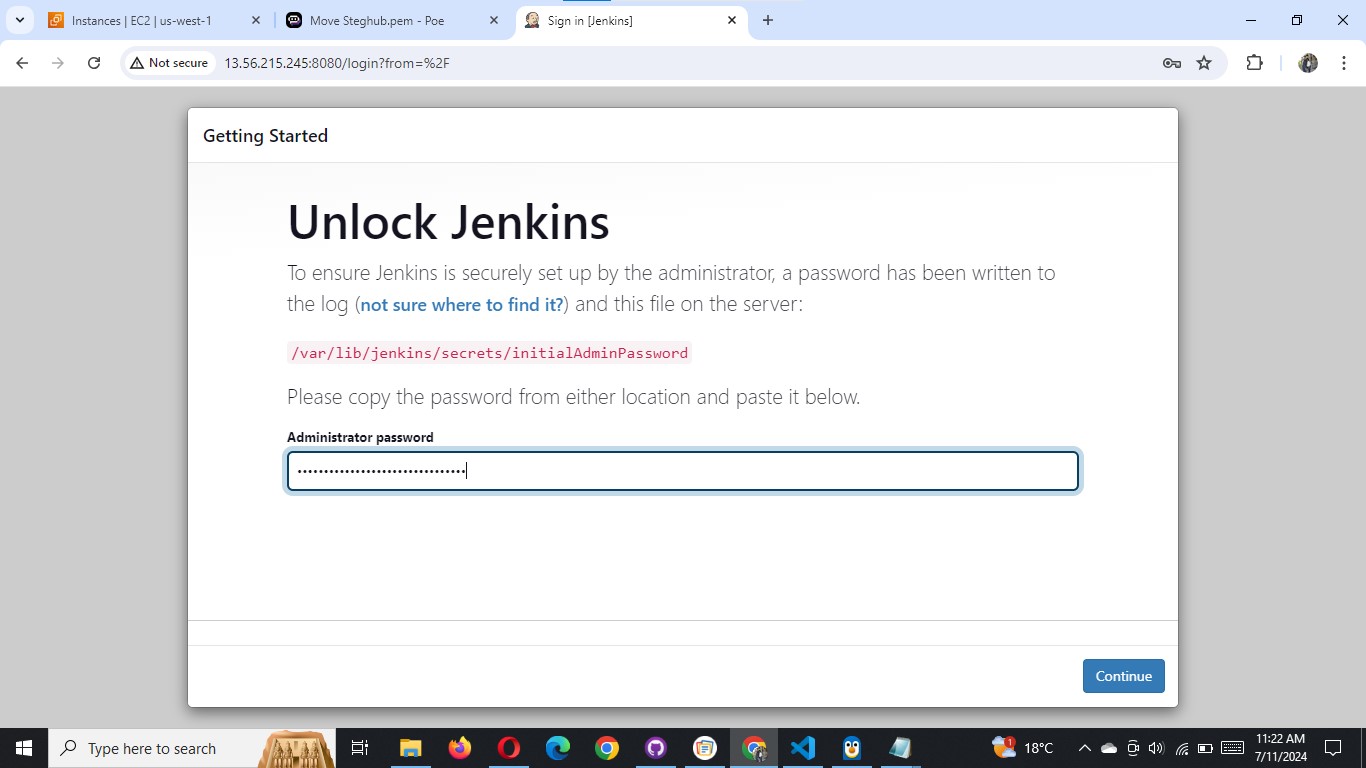 Instances | EC2 | us-west-1
Move Steghub.pem - Poe
Sign in [Jenkins]
Not secure
13.56.215.245:8080/login?from=%2F
Getting Started
Unlock Jenkins
To ensure Jenkins is securely set up by the administrator, a password has been written to
the log (not sure where to find it?) and this file on the server:
/var/lib/jenkins/secrets/initialAdminPassword
Please copy the password from either location and paste it below.
Administrator password
••••••••••••••••••••••••••••••••
Continue
Type here to search
1
18°C
11:22 AM
7/11/2024